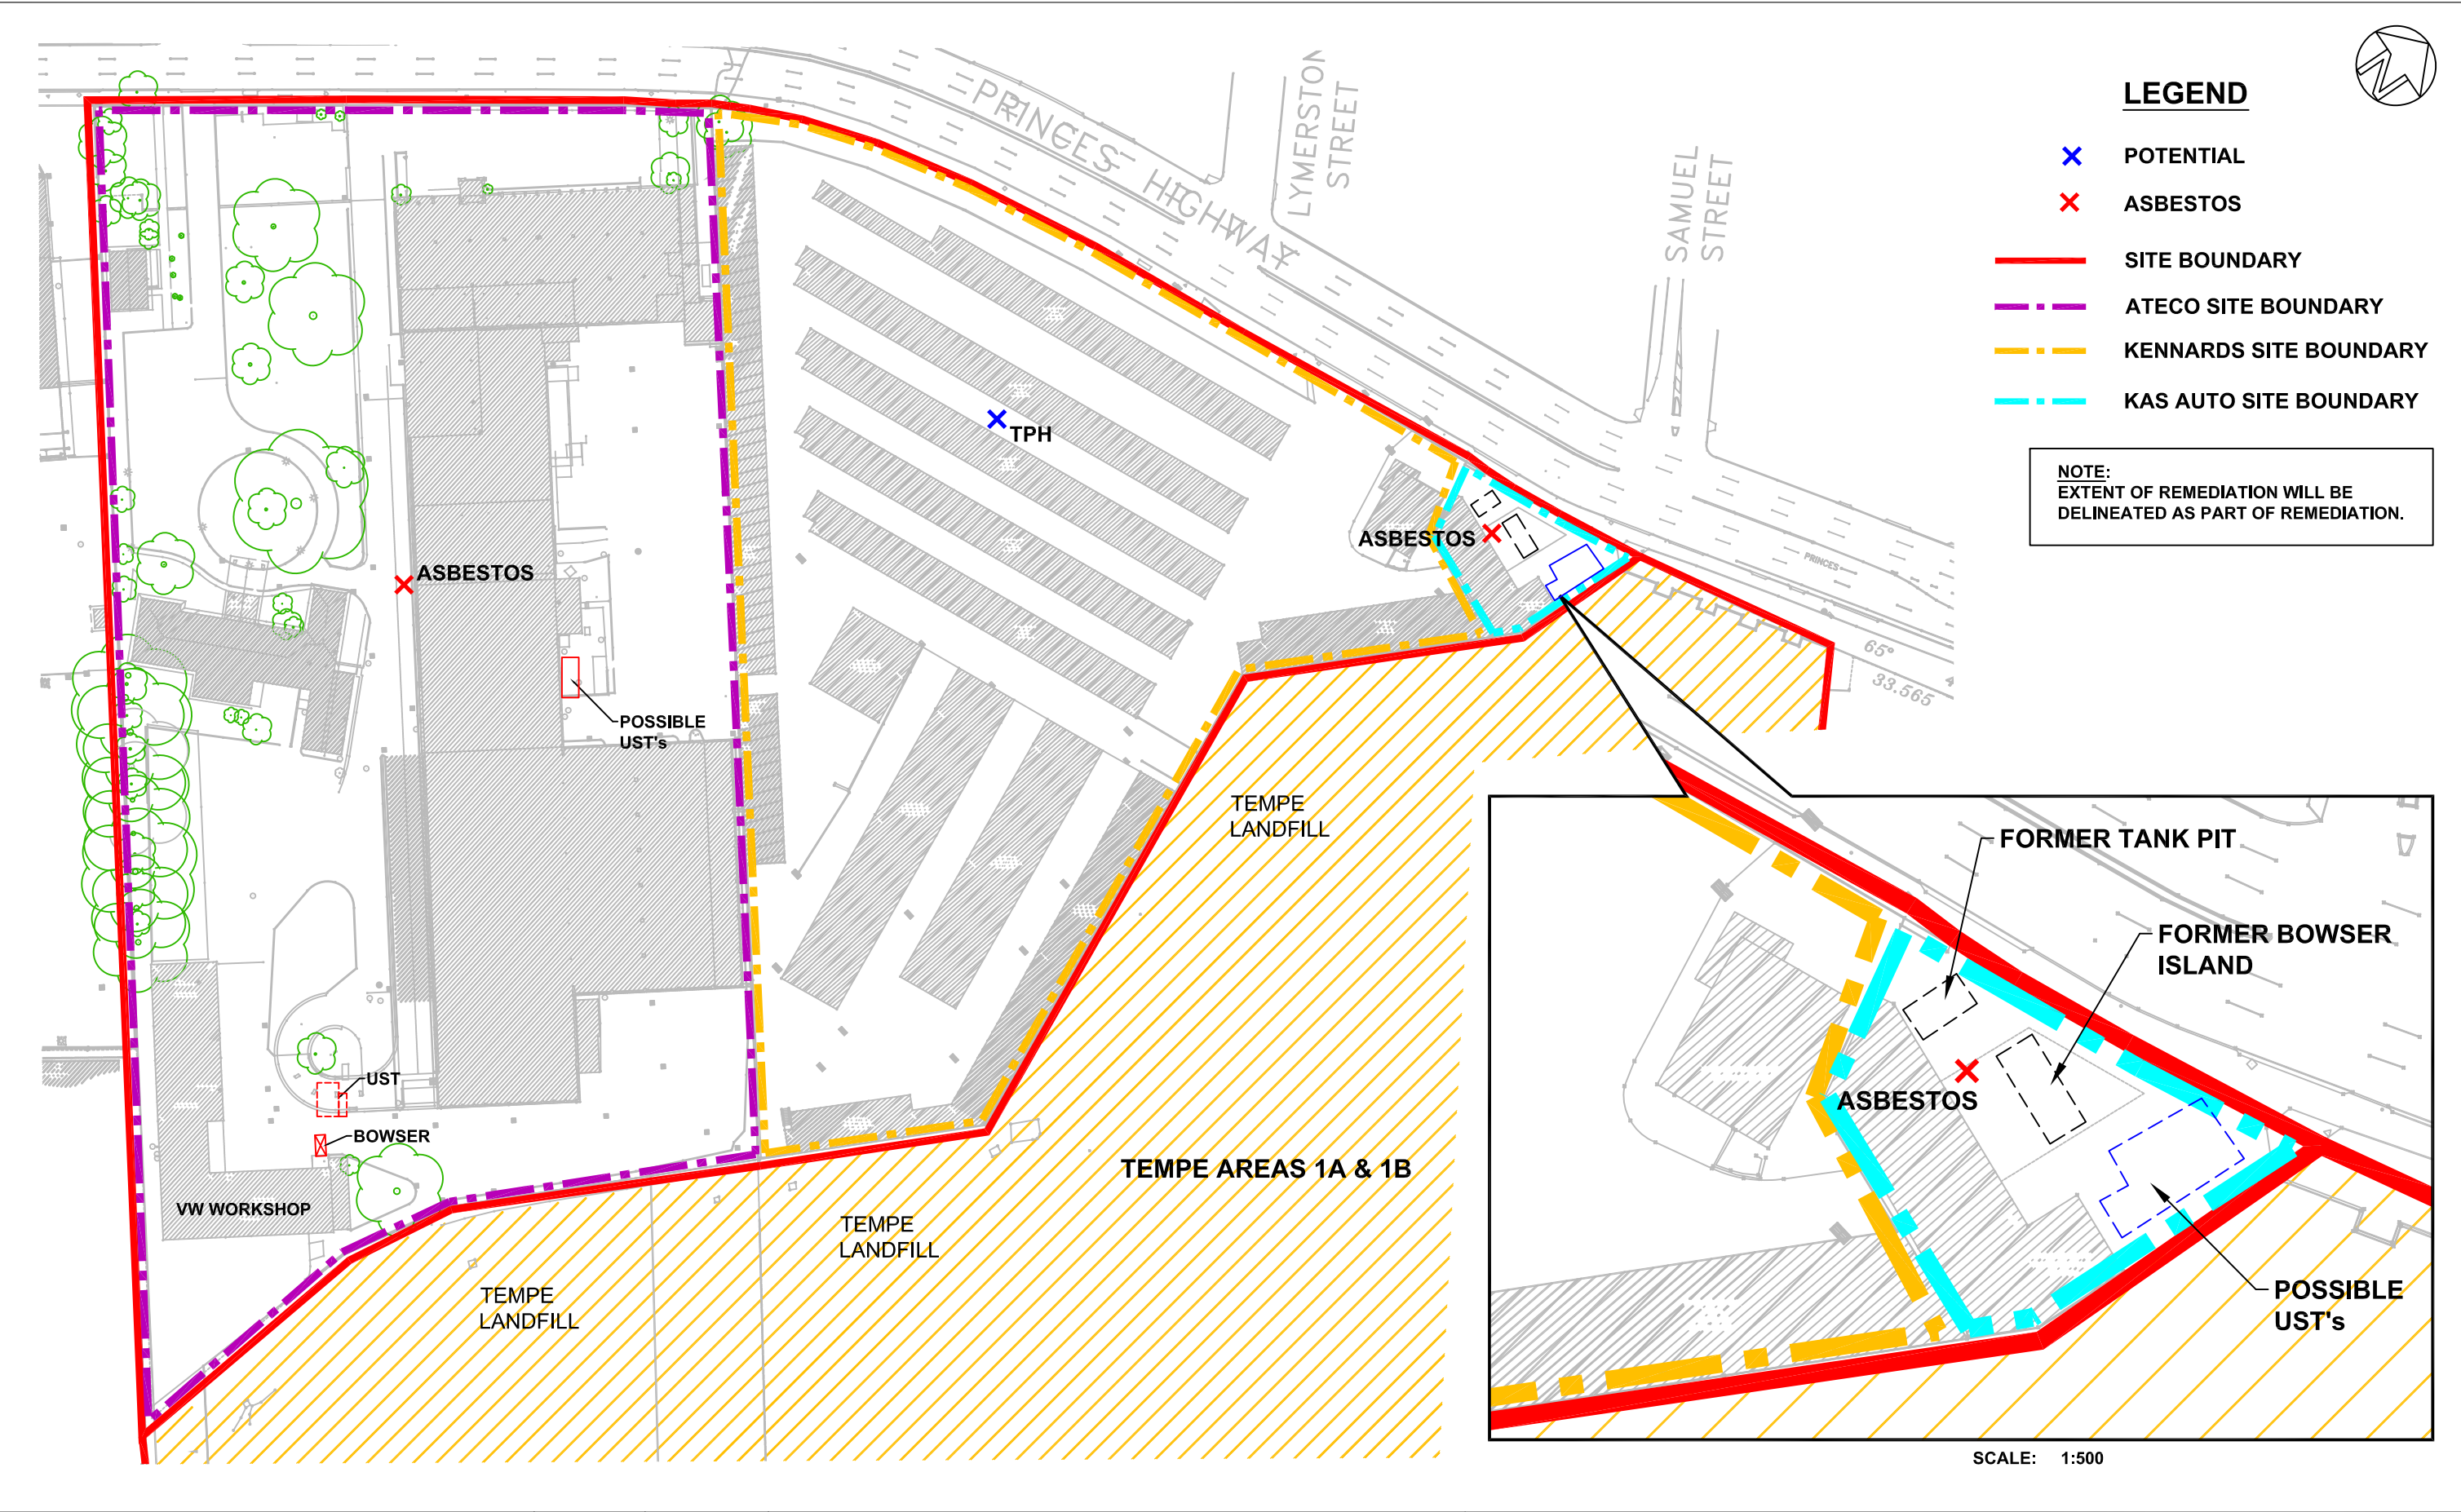 PRINCES HIGHWAY
LYMERSTON
STREET
SAMUEL
STREET
LEGEND
POTENTIAL
ASBESTOS
SITE BOUNDARY
ATECO SITE BOUNDARY
KENNARDS SITE BOUNDARY
KAS AUTO SITE BOUNDARY
NOTE:
EXTENT OF REMEDIATION WILL BE
DELINEATED AS PART OF REMEDIATION.
TPH
ASBESTOS
ASBESTOS
PRINCES
65°
33.565
POSSIBLE
UST's
TEMPE
LANDFILL
FORMER TANK PIT
FORMER BOWSER
ISLAND
ASBESTOS
POSSIBLE
UST's
UST
BOWSER
VW WORKSHOP
TEMPE AREAS 1A & 1B
TEMPE
LANDFILL
TEMPE
LANDFILL
SCALE: 1:500